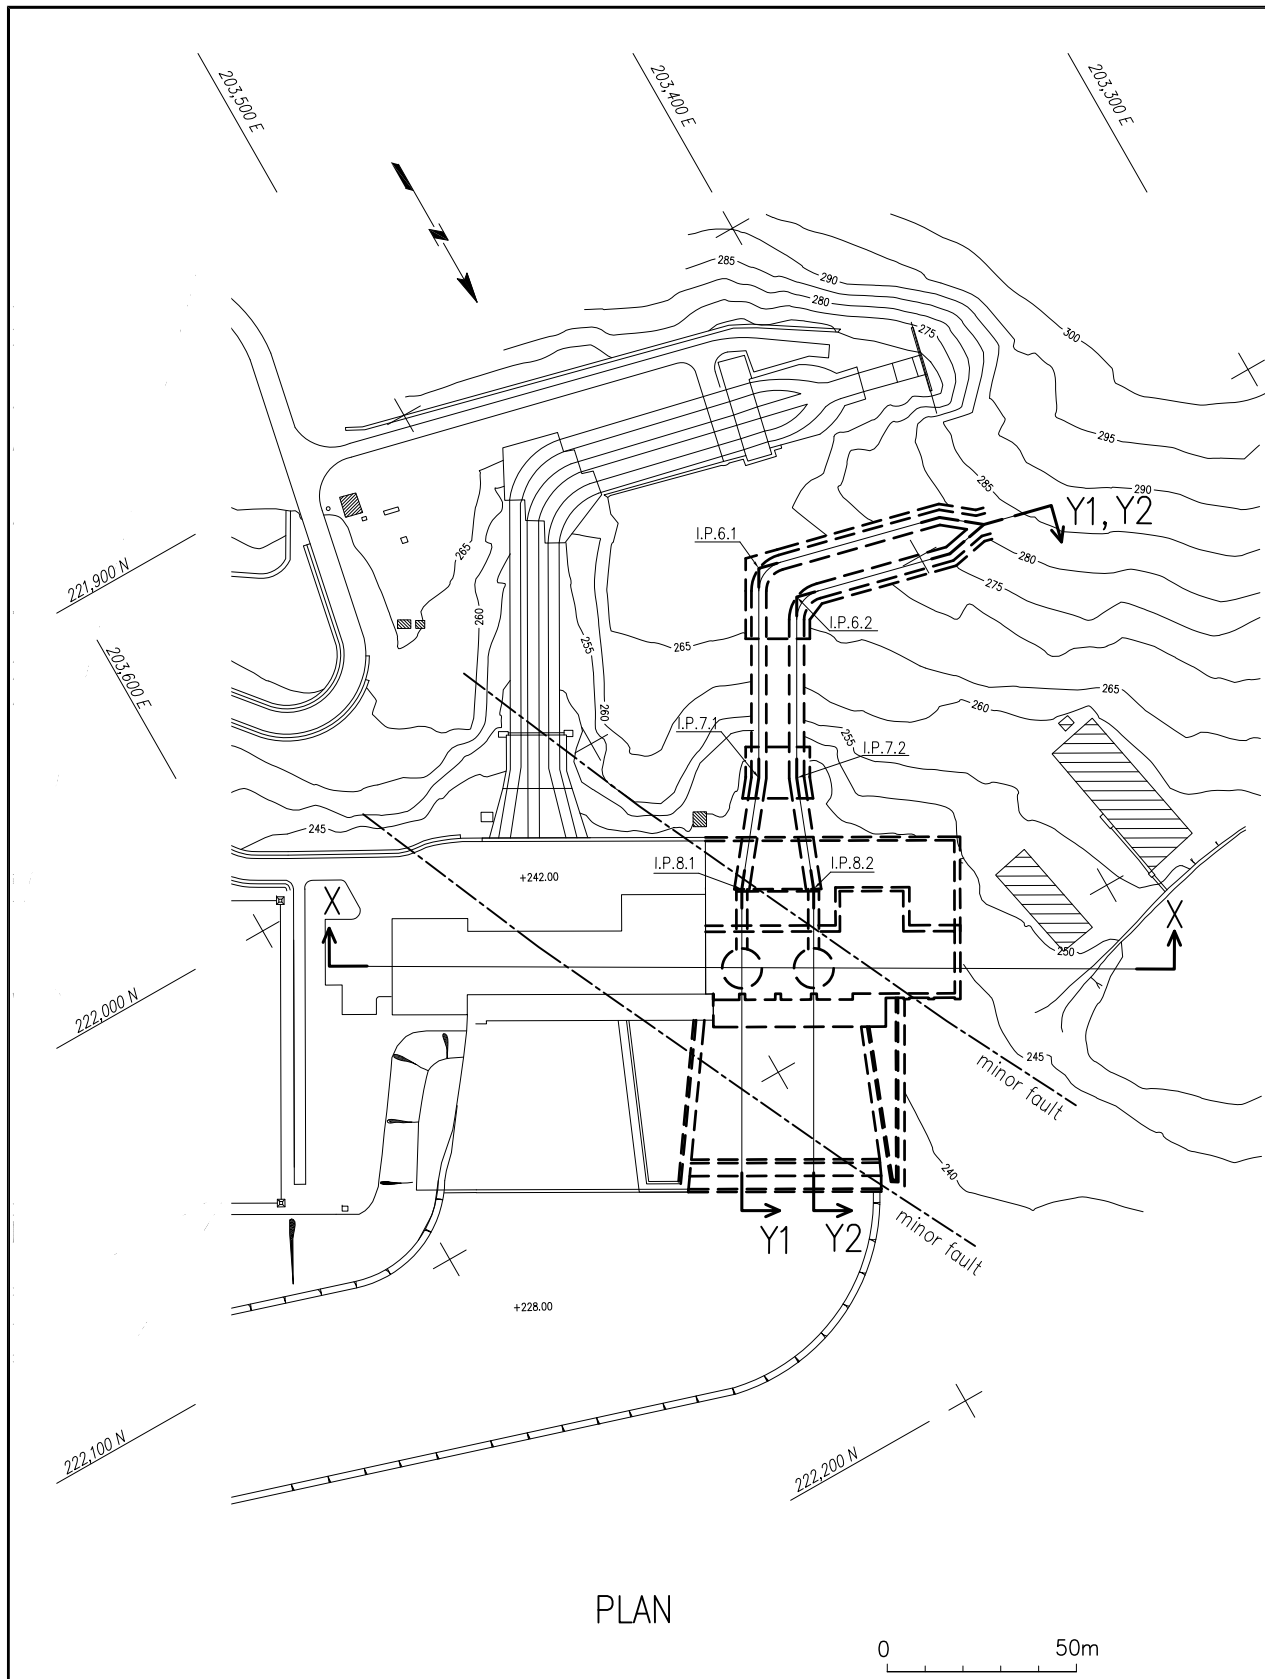 203,500 E
203,400 E
203,300 E
285
290
280
275
300
295
285
290
Y1, Y2
I.P.6.1
265
280
221,900 N
275
260
I.P.6.2
255
265
203,600 E
265
260
260
I.P.7.1
255
I.P.7.2
245
I.P.8.1
I.P.8.2
+242.00
X
X
250
222,000 N
245
minor fault
240
Y1
Y2
minor fault
+228.00
222,100 N
222,200 N
PLAN
0
50m